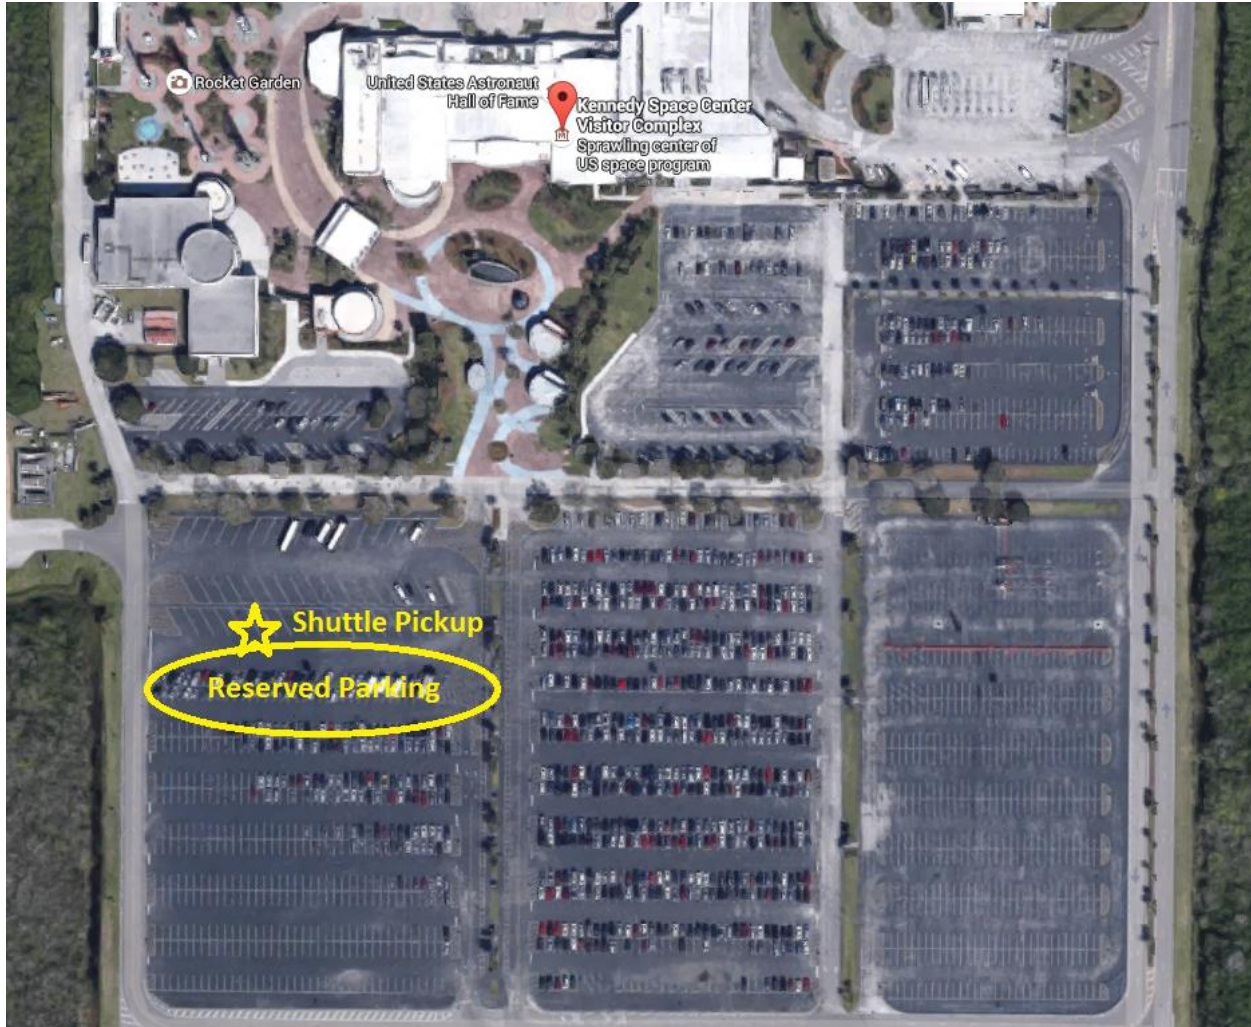 Rocket Garden
United States Astronaut
Hall of Fame
Kennedy Space Center
Visitor Complex
Sprawling center of
US space program
Shuttle Pickup
Reserved Parking